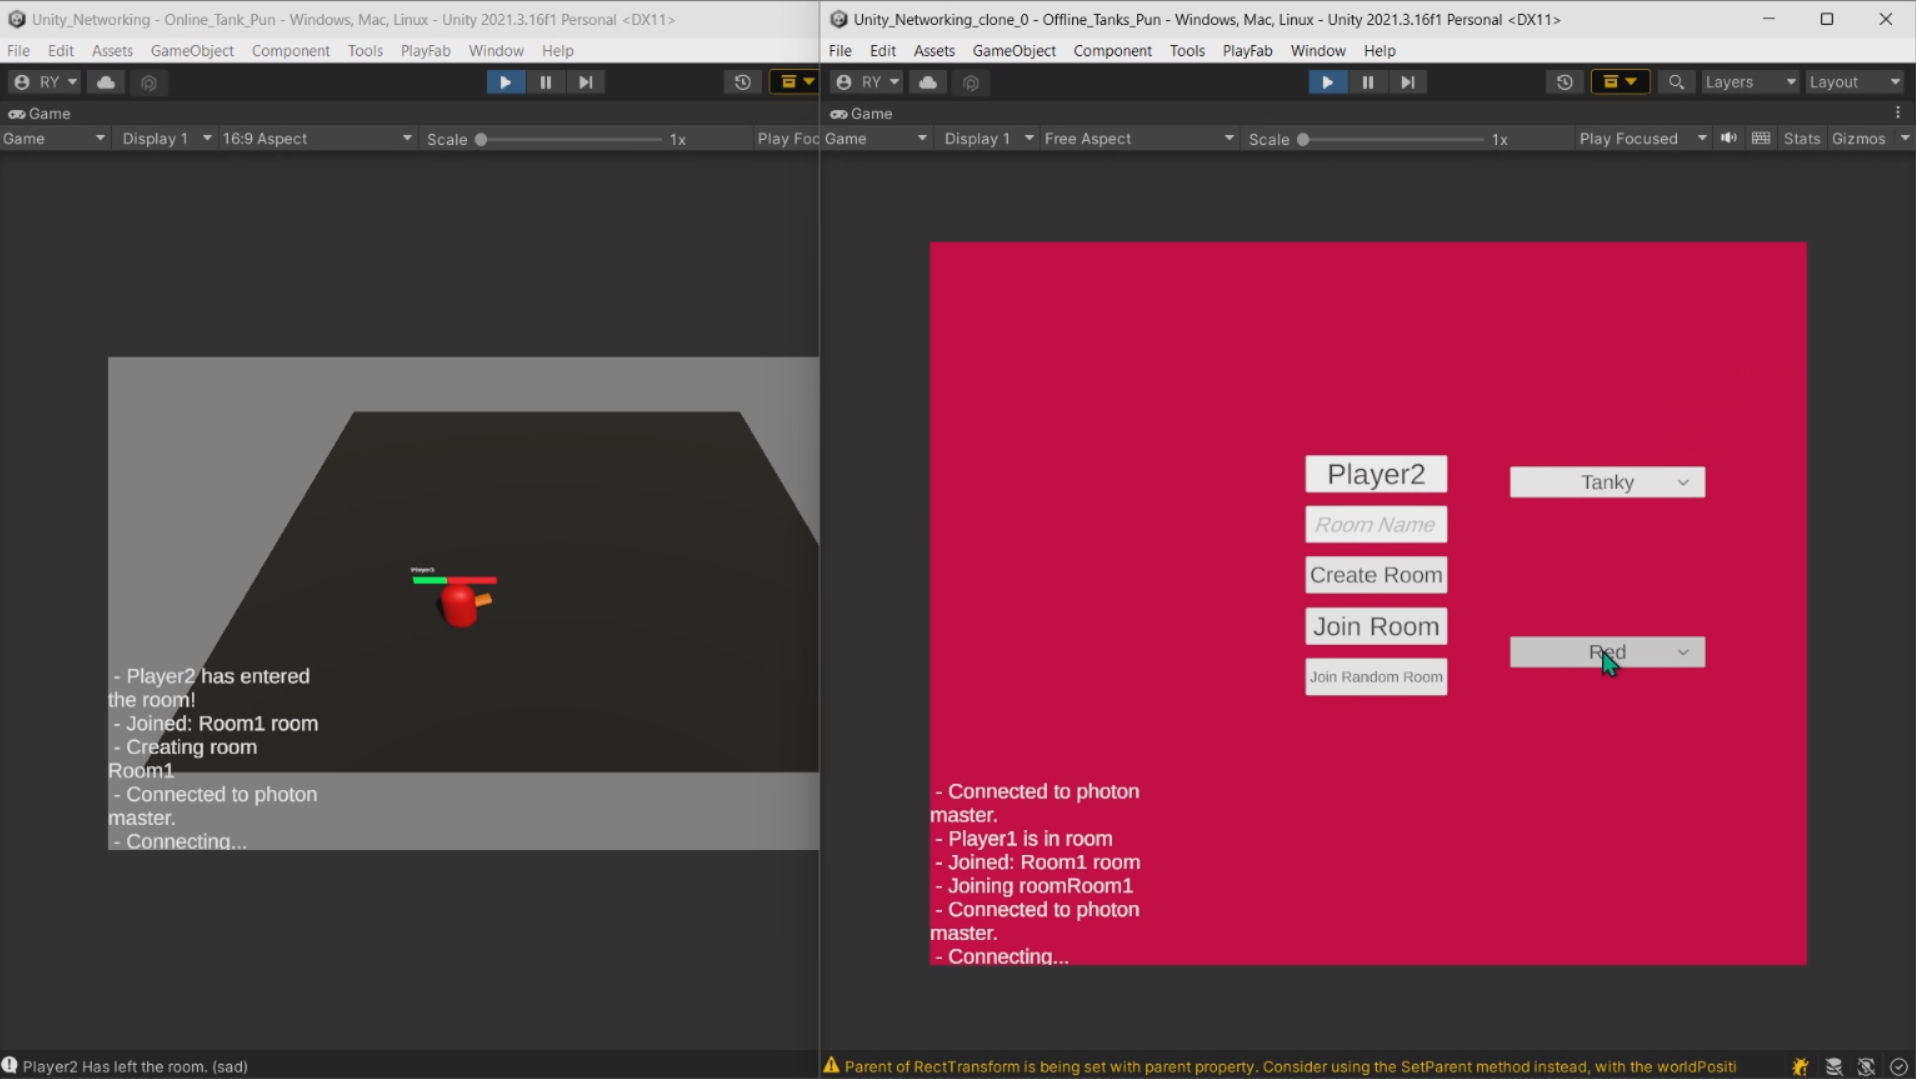 Unity_Networking - Online_Tank_Pun - Windows, Mac, Linux - Unity 2021.3.16f1 Personal <DX11>
File Edit Assets GameObject Component Tools PlayFab Window Help
RY
Game
Game Display 1 16:9 Aspect Scale 1x Play Foc
- Player2 has entered
the room!
- Joined: Room1 room
- Creating room
Room1
- Connected to photon
master.
- Connecting...
Player2 Has left the room. (sad)
Unity_Networking_clone_0 - Offline_Tanks_Pun - Windows, Mac, Linux - Unity 2021.3.16f1 Personal <DX11>
File Edit Assets GameObject Component Tools PlayFab Window Help
RY Layers Layout
Game
Game Display 1 Free Aspect Scale 1x Play Focused Stats Gizmos
Player2
Room Name
Create Room
Join Room
Join Random Room
Tanky
Red
- Connected to photon
master.
- Player1 is in room
- Joined: Room1 room
- Joining roomRoom1
- Connected to photon
master.
- Connecting...
Parent of RectTransform is being set with parent property. Consider using the SetParent method instead, with the worldPositi